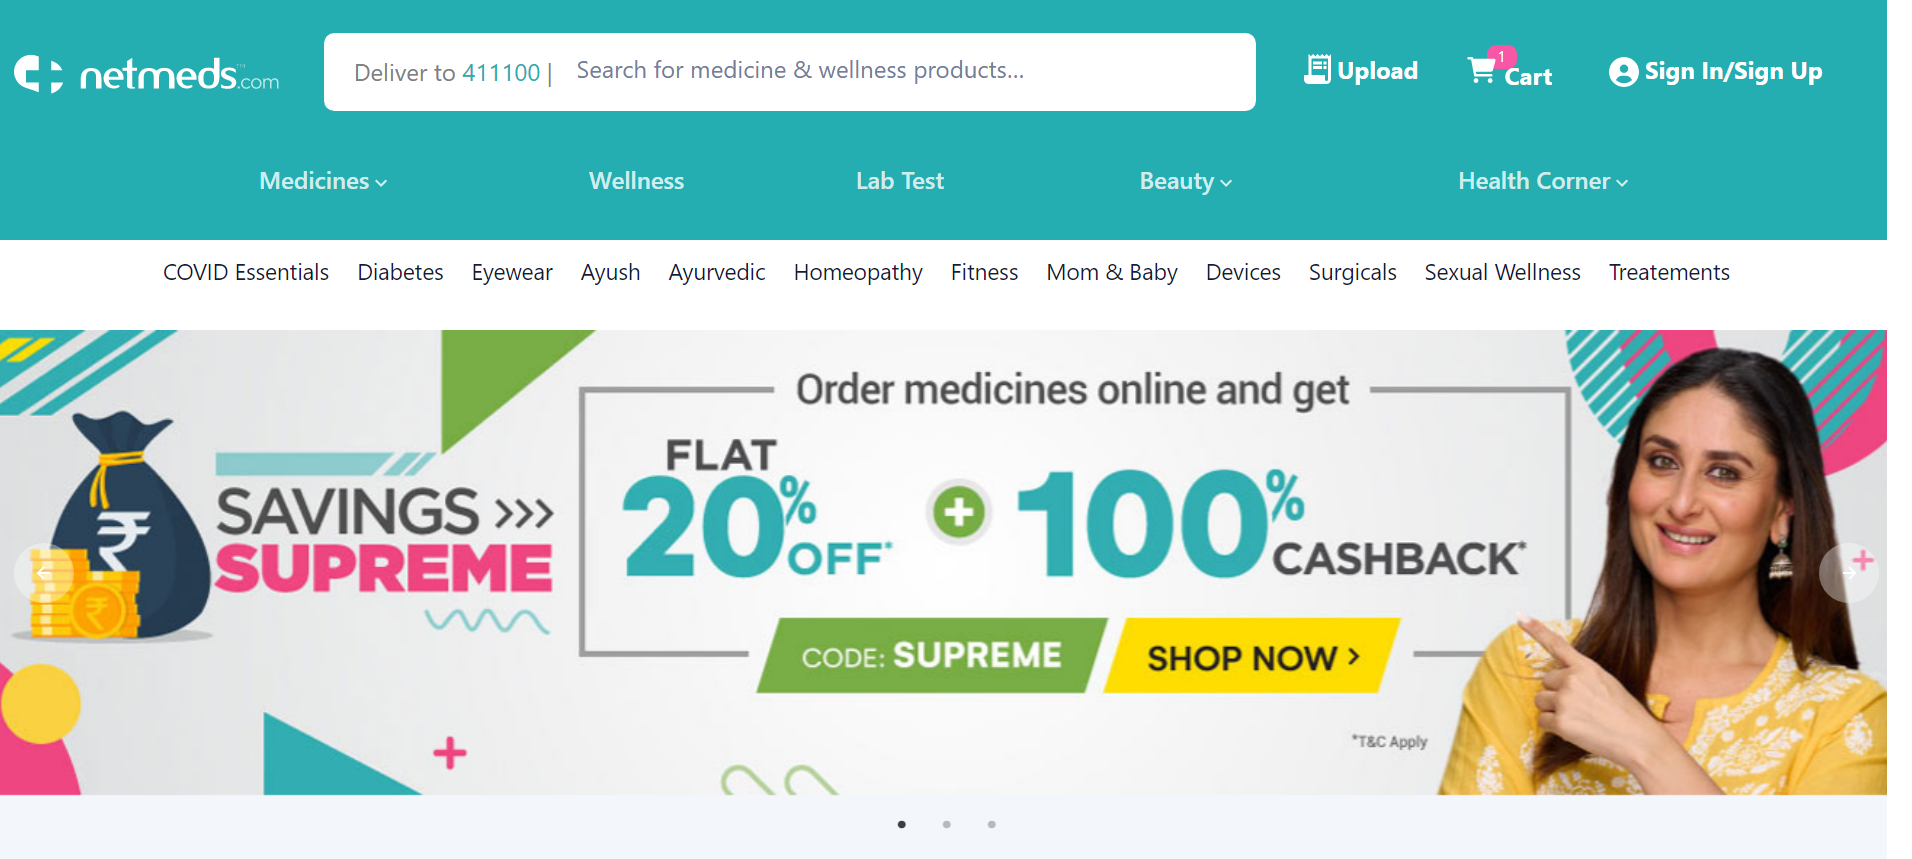 netmeds.com™
Deliver to 411100 | Search for medicine & wellness products...
Upload
1
Cart
Sign In/Sign Up
Medicines Wellness Lab Test Beauty Health Corner
COVID Essentials Diabetes Eyewear Ayush Ayurvedic Homeopathy Fitness Mom & Baby Devices Surgicals Sexual Wellness Treatements
₹
₹
SAVINGS >>>
SUPREME
Order medicines online and get
FLAT
20% OFF* + 100% CASHBACK*
CODE: SUPREME
SHOP NOW >
*T&C Apply